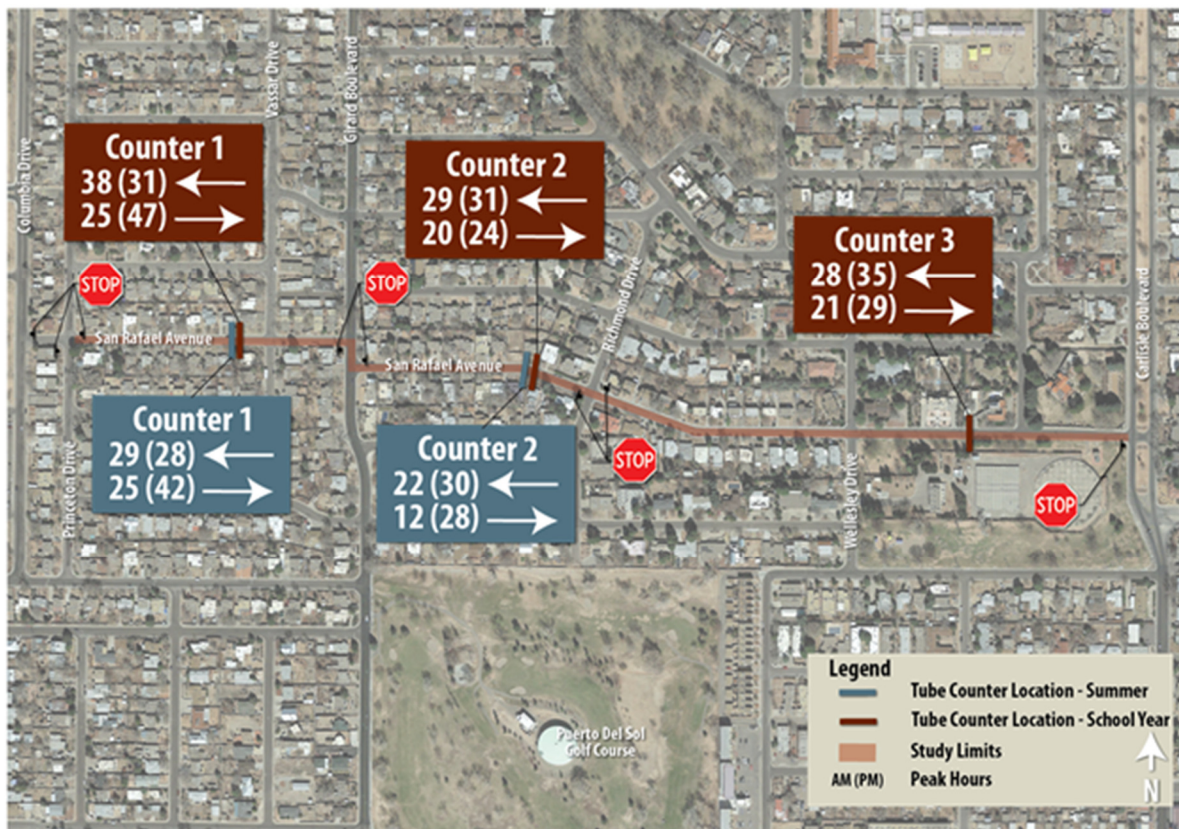 Columbia Drive
Vassar Drive
Girard Boulevard
Counter 1
38 (31)
25 (47)
Counter 2
29 (31)
20 (24)
Counter 3
28 (35)
21 (29)
Richmond Drive
Carlisle Boulevard
STOP
STOP
San Rafael Avenue
San Rafael Avenue
Counter 1
29 (28)
25 (42)
Counter 2
22 (30)
12 (28)
STOP
STOP
Princeton Drive
Wellesley Drive
Puerto Del Sol
Golf Course
Legend
Tube Counter Location - Summer
Tube Counter Location - School Year
Study Limits
AM (PM) Peak Hours
N